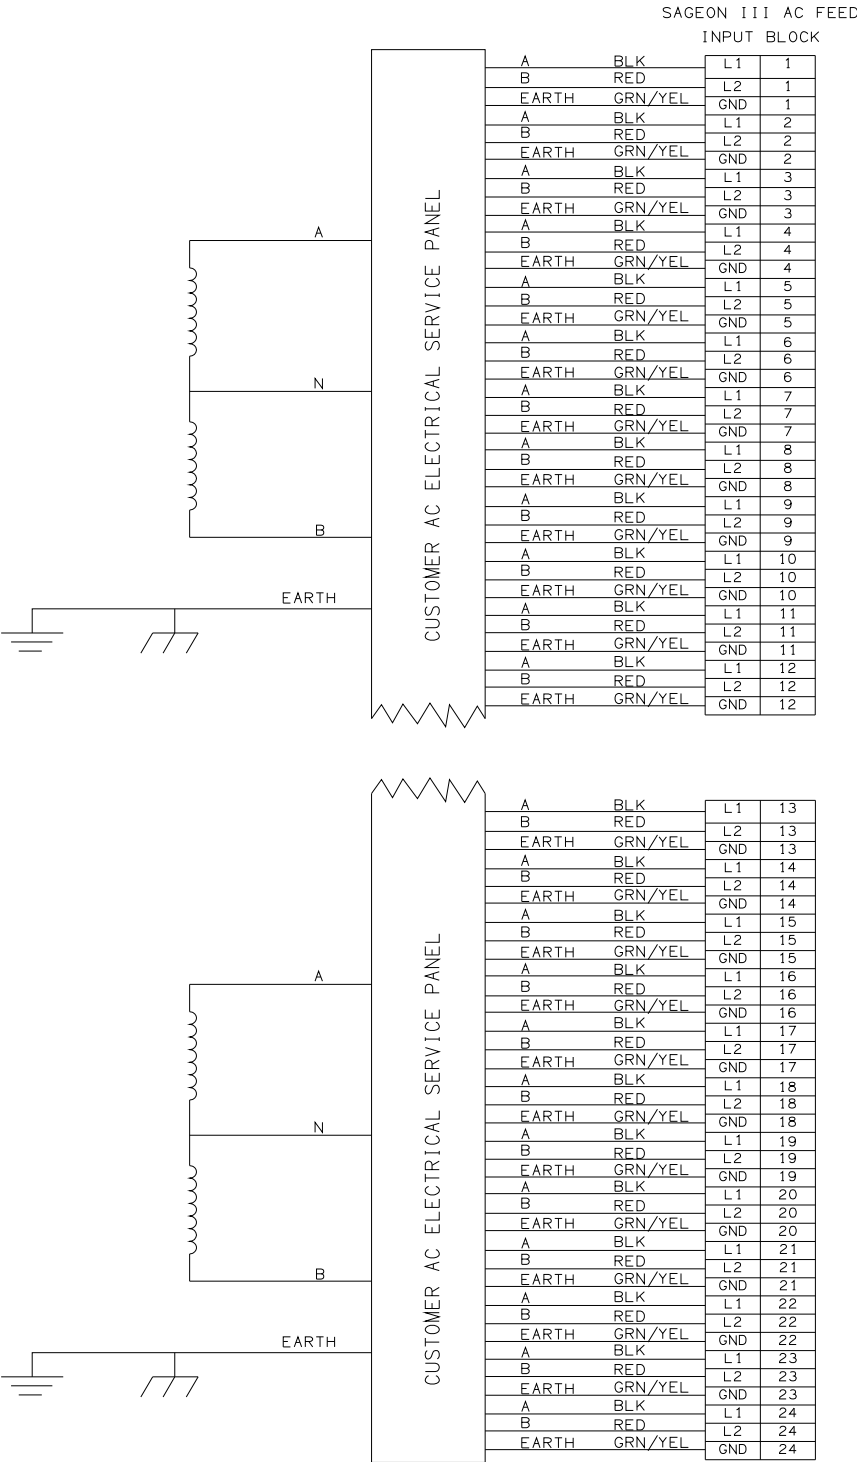 SAGEON III AC FEED
INPUT BLOCK
A BLK L1 1
B RED L2 1
EARTH GRN/YEL GND 1
A BLK L1 2
B RED L2 2
EARTH GRN/YEL GND 2
A BLK L1 3
B RED L2 3
EARTH GRN/YEL GND 3
A BLK L1 4
B RED L2 4
EARTH GRN/YEL GND 4
A BLK L1 5
B RED L2 5
EARTH GRN/YEL GND 5
A BLK L1 6
B RED L2 6
EARTH GRN/YEL GND 6
A BLK L1 7
B RED L2 7
EARTH GRN/YEL GND 7
A BLK L1 8
B RED L2 8
EARTH GRN/YEL GND 8
A BLK L1 9
B RED L2 9
EARTH GRN/YEL GND 9
A BLK L1 10
B RED L2 10
EARTH GRN/YEL GND 10
A BLK L1 11
B RED L2 11
EARTH GRN/YEL GND 11
A BLK L1 12
B RED L2 12
EARTH GRN/YEL GND 12
A
N
B
EARTH
CUSTOMER AC ELECTRICAL SERVICE PANEL
A BLK L1 13
B RED L2 13
EARTH GRN/YEL GND 13
A BLK L1 14
B RED L2 14
EARTH GRN/YEL GND 14
A BLK L1 15
B RED L2 15
EARTH GRN/YEL GND 15
A BLK L1 16
B RED L2 16
EARTH GRN/YEL GND 16
A BLK L1 17
B RED L2 17
EARTH GRN/YEL GND 17
A BLK L1 18
B RED L2 18
EARTH GRN/YEL GND 18
A BLK L1 19
B RED L2 19
EARTH GRN/YEL GND 19
A BLK L1 20
B RED L2 20
EARTH GRN/YEL GND 20
A BLK L1 21
B RED L2 21
EARTH GRN/YEL GND 21
A BLK L1 22
B RED L2 22
EARTH GRN/YEL GND 22
A BLK L1 23
B RED L2 23
EARTH GRN/YEL GND 23
A BLK L1 24
B RED L2 24
EARTH GRN/YEL GND 24
A
N
B
EARTH
CUSTOMER AC ELECTRICAL SERVICE PANEL